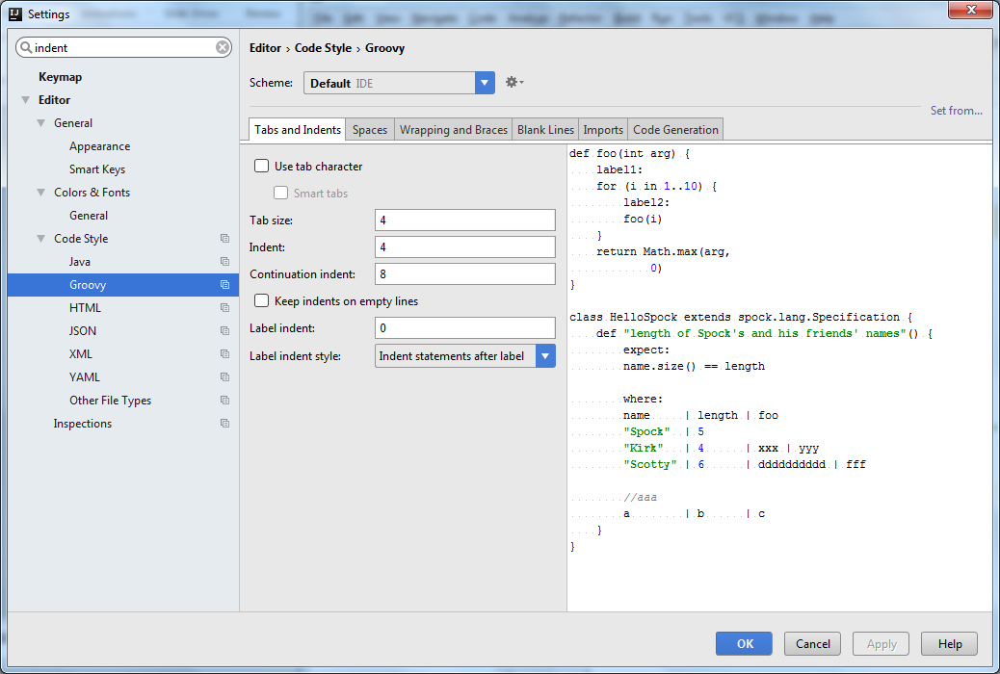 Settings
indent
Keymap
Editor
General
Appearance
Smart Keys
Colors & Fonts
General
Code Style
Java
Groovy
HTML
JSON
XML
YAML
Other File Types
Inspections
Editor › Code Style › Groovy
Scheme: Default IDE
Set from...
Tabs and Indents Spaces Wrapping and Braces Blank Lines Imports Code Generation
Use tab character
Smart tabs
Tab size: 4
Indent: 4
Continuation indent: 8
Keep indents on empty lines
Label indent: 0
Label indent style: Indent statements after label
def foo(int arg) {
label1:
for (i in 1..10) {
label2:
foo(i)
}
return Math.max(arg,
0)
}
class HelloSpock extends spock.lang.Specification {
def "length of Spock's and his friends' names"() {
expect:
name.size() == length
where:
name | length | foo
"Spock" | 5
"Kirk" | 4 | xxx | yyy
"Scotty" | 6 | dddddddddd | fff
//aaa
a | b | c
}
}
OK Cancel Apply Help